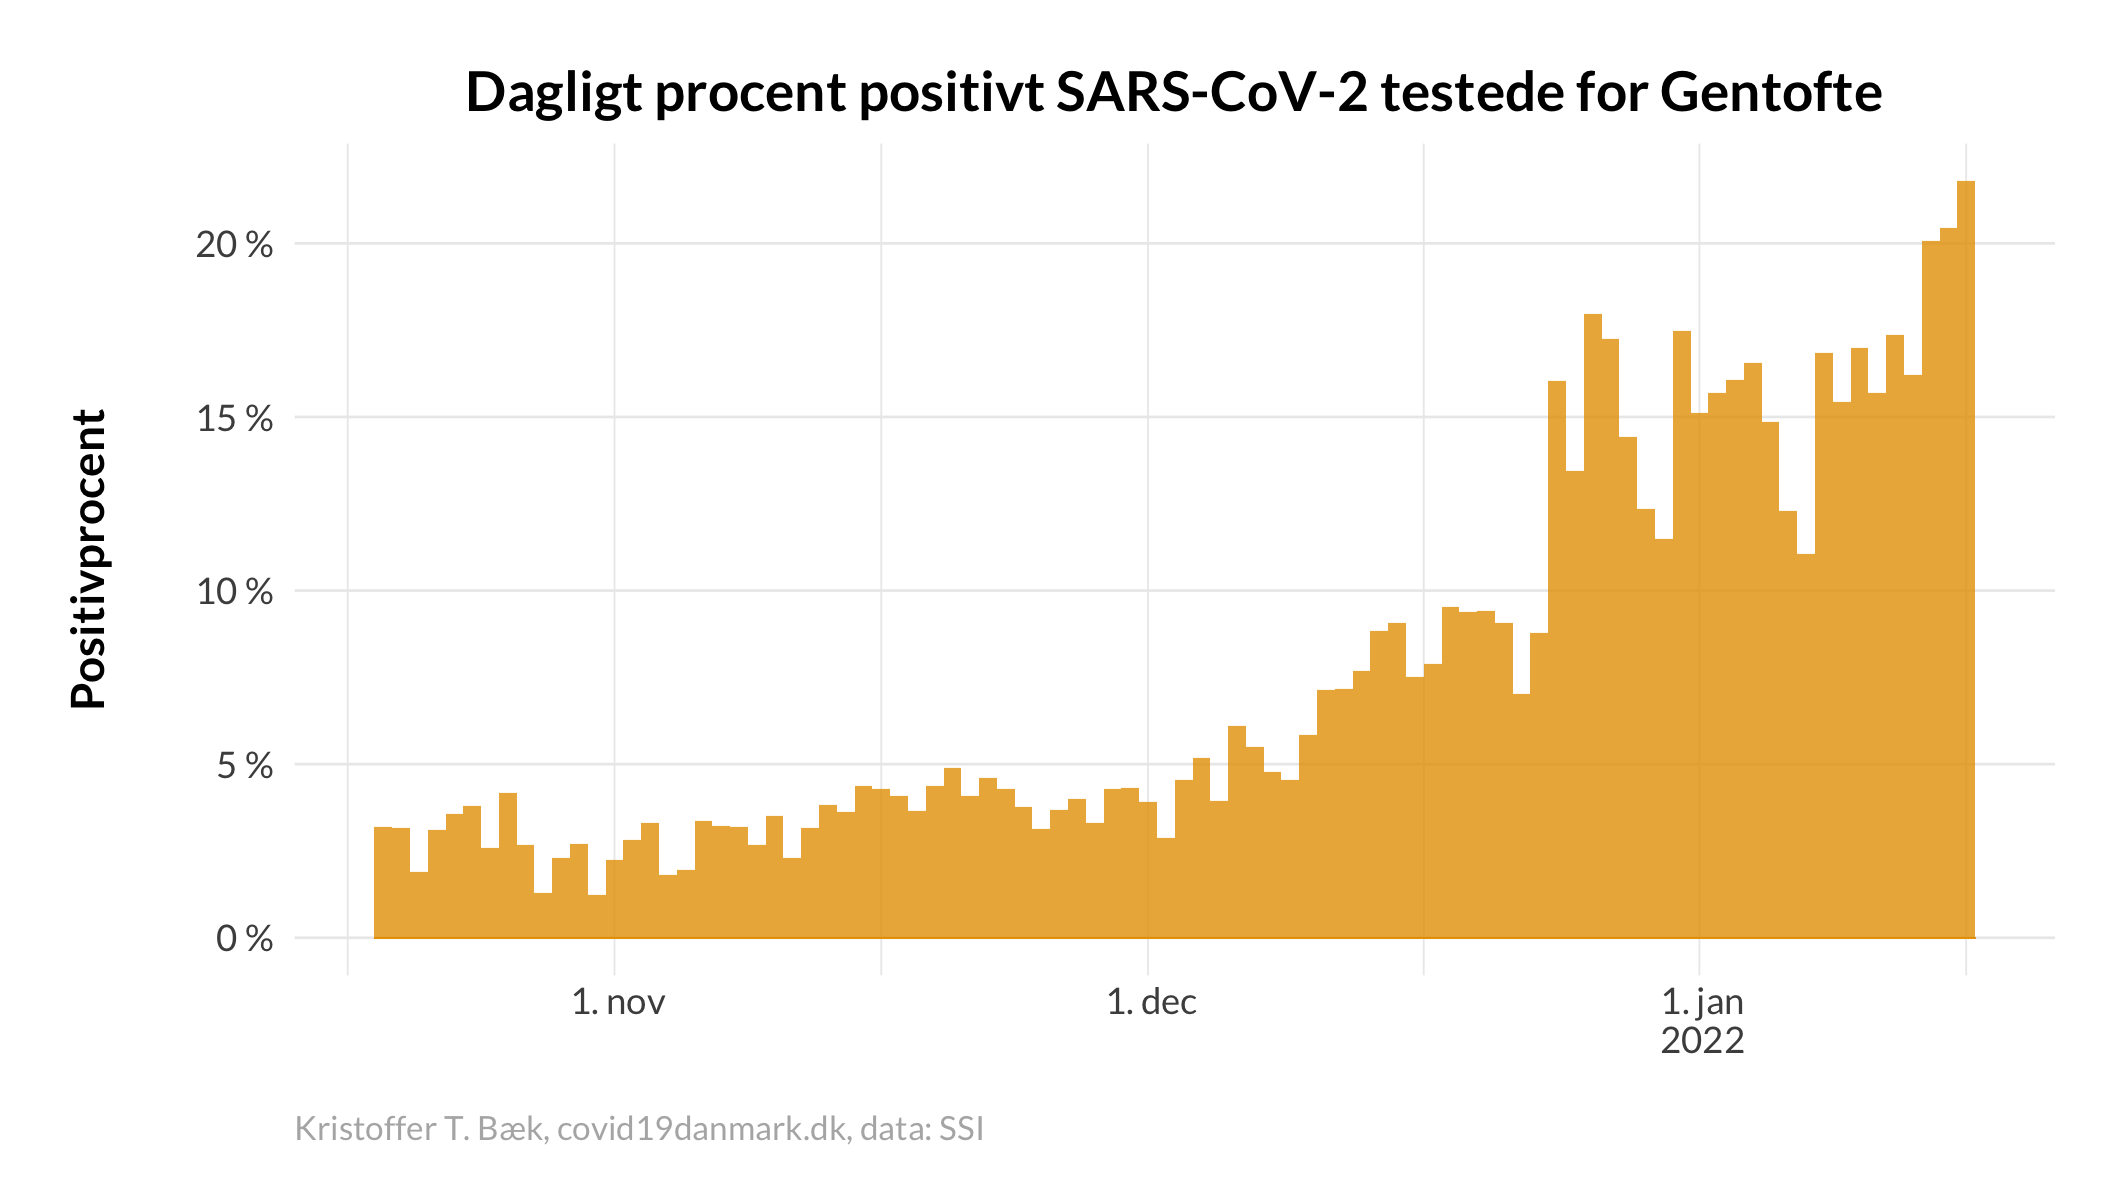 Dagligt procent positivt SARS-CoV-2 testede for Gentofte
Positivprocent
20 %
15 %
10 %
5 %
0 %
1. nov
1. dec
1. jan
2022
Kristoffer T. Bæk, covid19danmark.dk, data: SSI